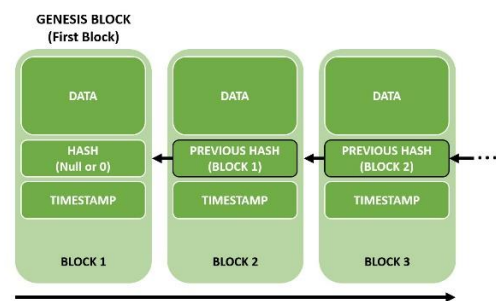 GENESIS BLOCK
(First Block)
DATA
HASH
(Null or 0)
TIMESTAMP
BLOCK 1
DATA
PREVIOUS HASH
(BLOCK 1)
TIMESTAMP
BLOCK 2
DATA
PREVIOUS HASH
(BLOCK 2)
TIMESTAMP
BLOCK 3